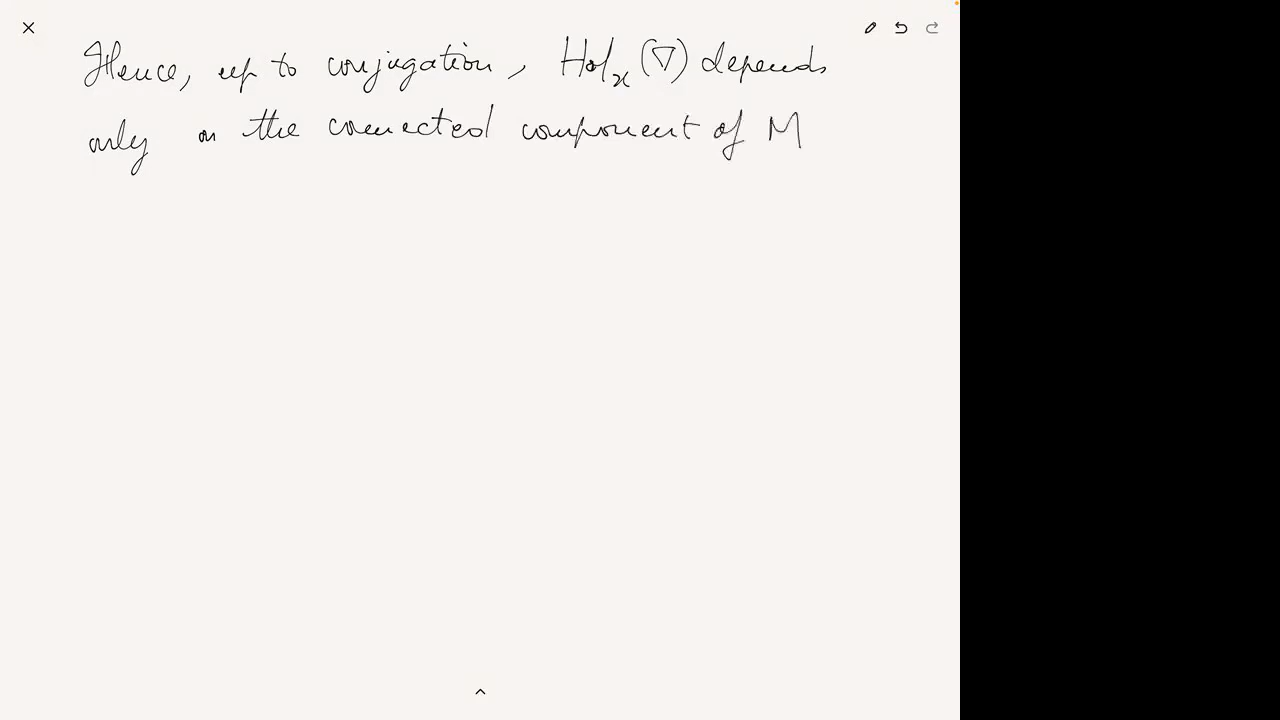 Hence, up to conjugation, Hol_x(∇) depends
only on the connected component of M